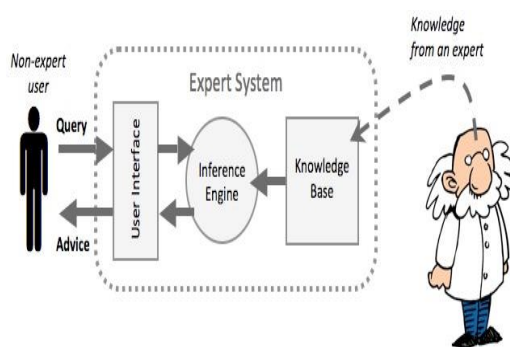 Knowledge
from an expert
Non-expert
user
Expert System
Query
User Interface
Inference
Engine
Knowledge
Base
Advice